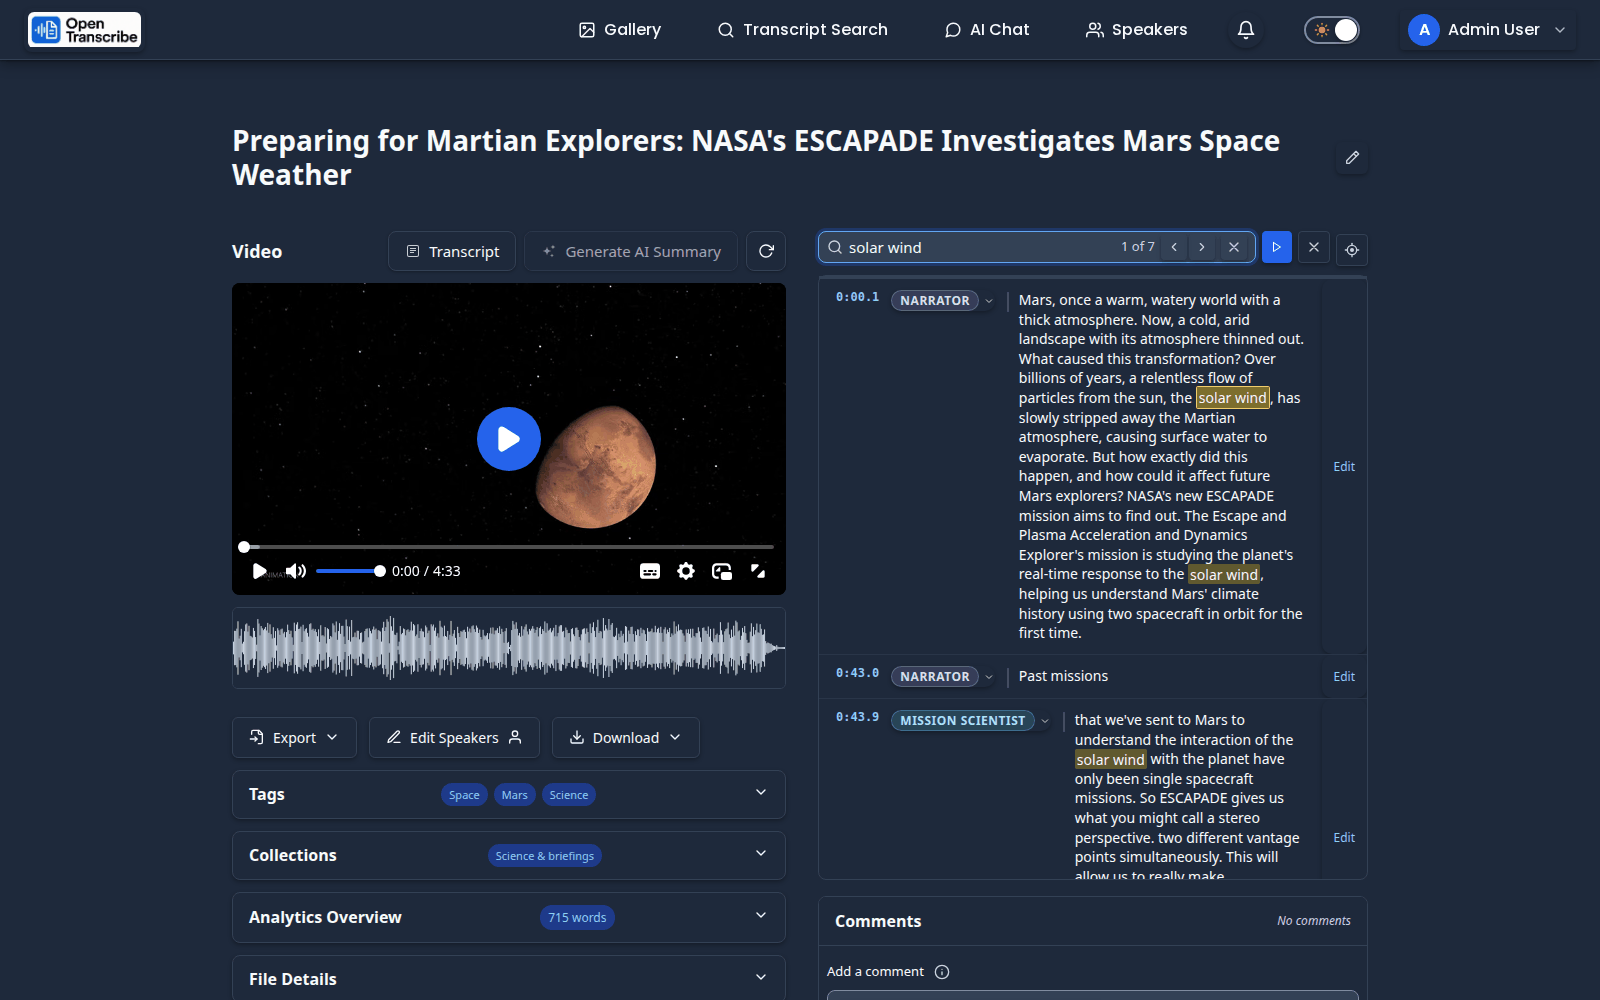 Open
Transcribe
Gallery
Transcript Search
AI Chat
Speakers
A
Admin User
Preparing for Martian Explorers: NASA's ESCAPADE Investigates Mars Space
Weather
Video
Transcript
Generate AI Summary
0:00 / 4:33
Export
Edit Speakers
Download
Tags
Space
Mars
Science
Collections
Science & briefings
Analytics Overview
715 words
File Details
solar wind
1 of 7
0:00.1
NARRATOR
Mars, once a warm, watery world with a
thick atmosphere. Now, a cold, arid
landscape with its atmosphere thinned out.
What caused this transformation? Over
billions of years, a relentless flow of
particles from the sun, the solar wind, has
slowly stripped away the Martian
atmosphere, causing surface water to
evaporate. But how exactly did this
happen, and how could it affect future
Mars explorers? NASA's new ESCAPADE
mission aims to find out. The Escape and
Plasma Acceleration and Dynamics
Explorer's mission is studying the planet's
real-time response to the solar wind,
helping us understand Mars' climate
history using two spacecraft in orbit for the
first time.
Edit
0:43.0
NARRATOR
Past missions
Edit
0:43.9
MISSION SCIENTIST
that we've sent to Mars to
understand the interaction of the
solar wind with the planet have
only been single spacecraft
missions. So ESCAPADE gives us
what you might call a stereo
perspective. two different vantage
points simultaneously. This will
allow us to really make
Edit
Comments
No comments
Add a comment